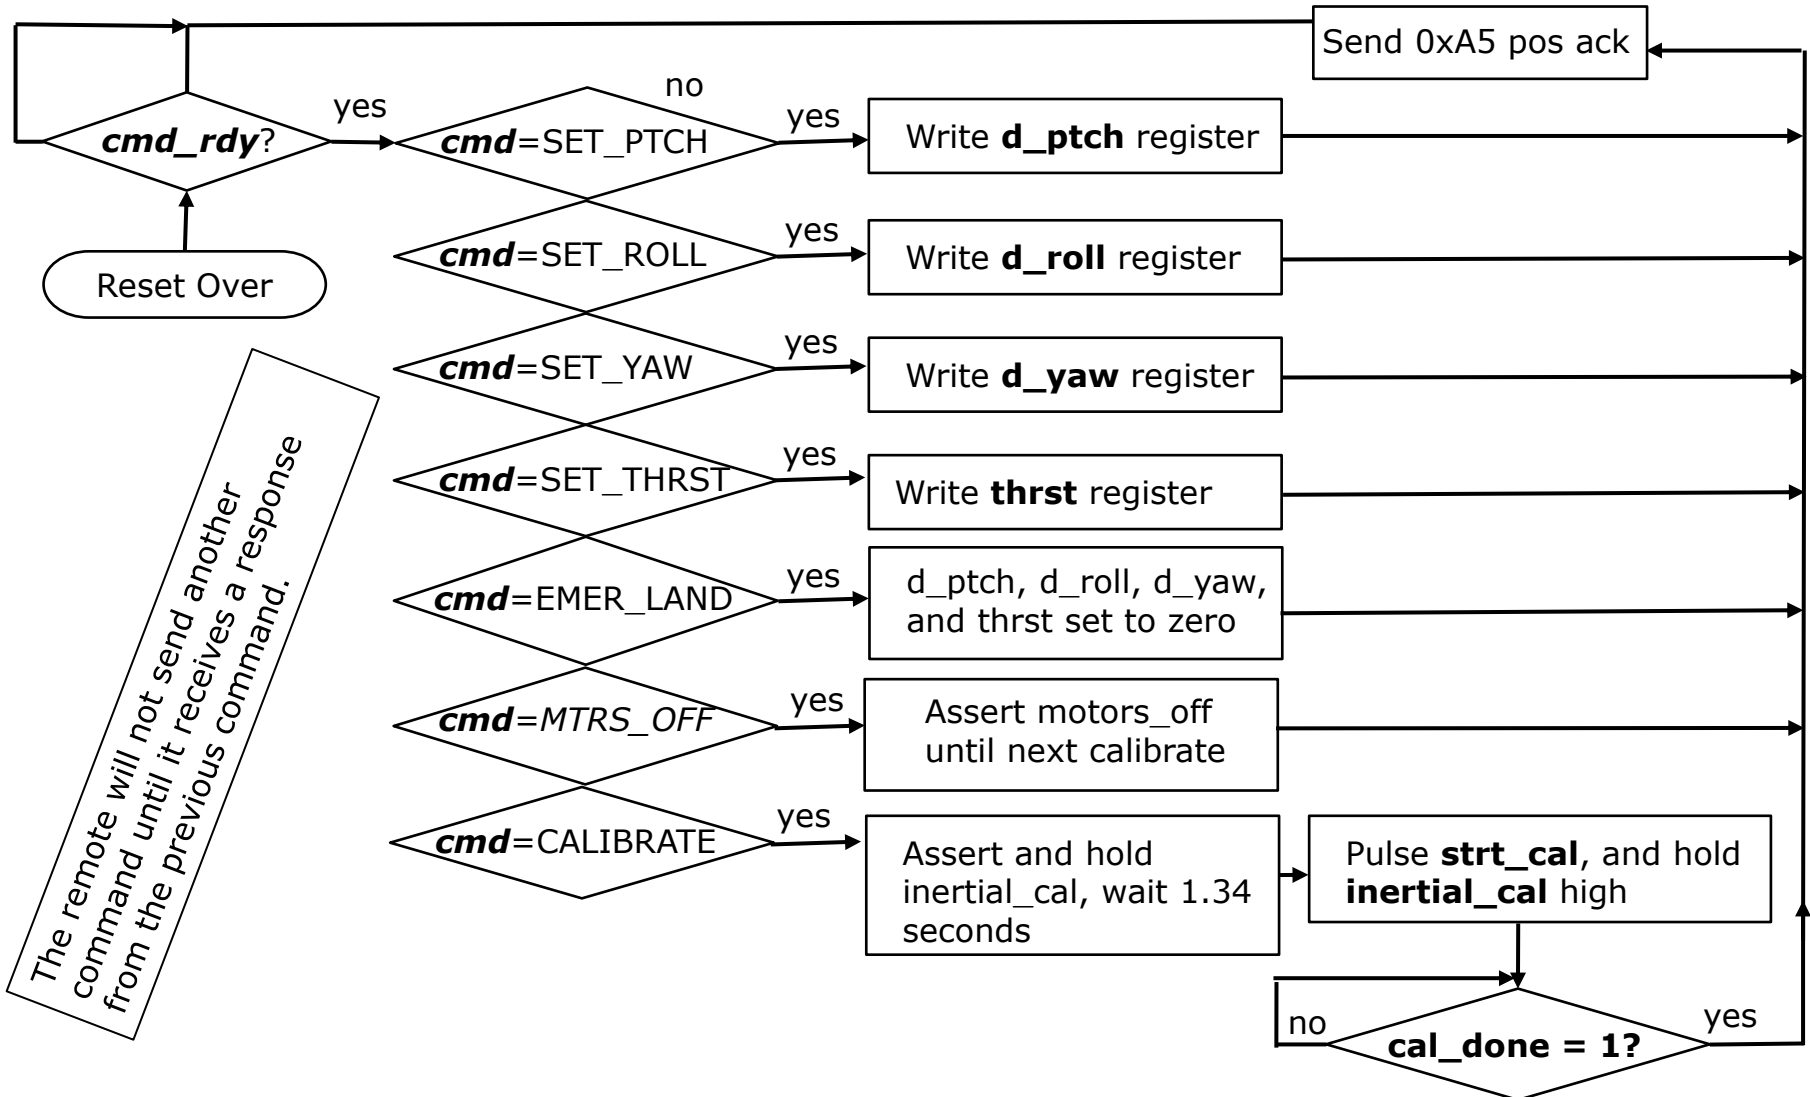 Send 0xA5 pos ack
cmd_rdy?
yes
no
cmd=SET_PTCH
yes
Write d_ptch register
Reset Over
cmd=SET_ROLL
yes
Write d_roll register
cmd=SET_YAW
yes
Write d_yaw register
cmd=SET_THRST
yes
Write thrst register
cmd=EMER_LAND
yes
d_ptch, d_roll, d_yaw,
and thrst set to zero
cmd=MTRS_OFF
yes
Assert motors_off
until next calibrate
cmd=CALIBRATE
yes
Assert and hold
inertial_cal, wait 1.34
seconds
Pulse strt_cal, and hold
inertial_cal high
no
cal_done = 1?
yes
The remote will not send another
command until it receives a response
from the previous command.